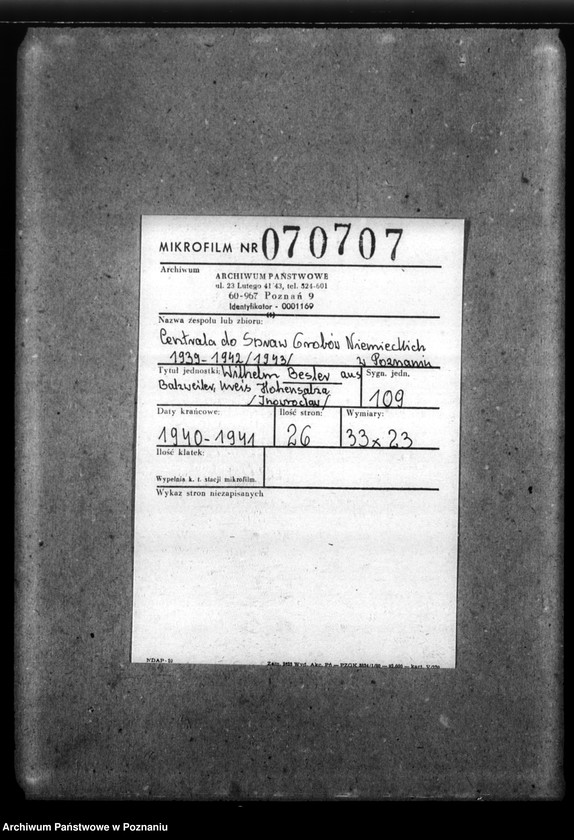 MIKROFILM NR 070707
Archiwum
ARCHIWUM PAŃSTWOWE
ul. 23 Lutego 41/43, tel. 524-601
60-967 Poznań 9
Identyfikator - 0001169
Nazwa zespołu lub zbioru:
Centrala do Spraw Grobów Niemieckich
1939-1942/1943/ w Poznaniu
Tytuł jednostki: Wilhelm Besler aus
Balzweiler, Kreis Hohensalza
/Inowrocław/
Sygn. jedn.
109
Daty krańcowe:
1940-1941
Ilość stron:
26
Wymiary:
33x23
Ilość klatek:
Wypełnia k. t. stacji mikrofilm.
Wykaz stron niezapisanych
NDAP-
Archiwum Państwowe w Poznaniu